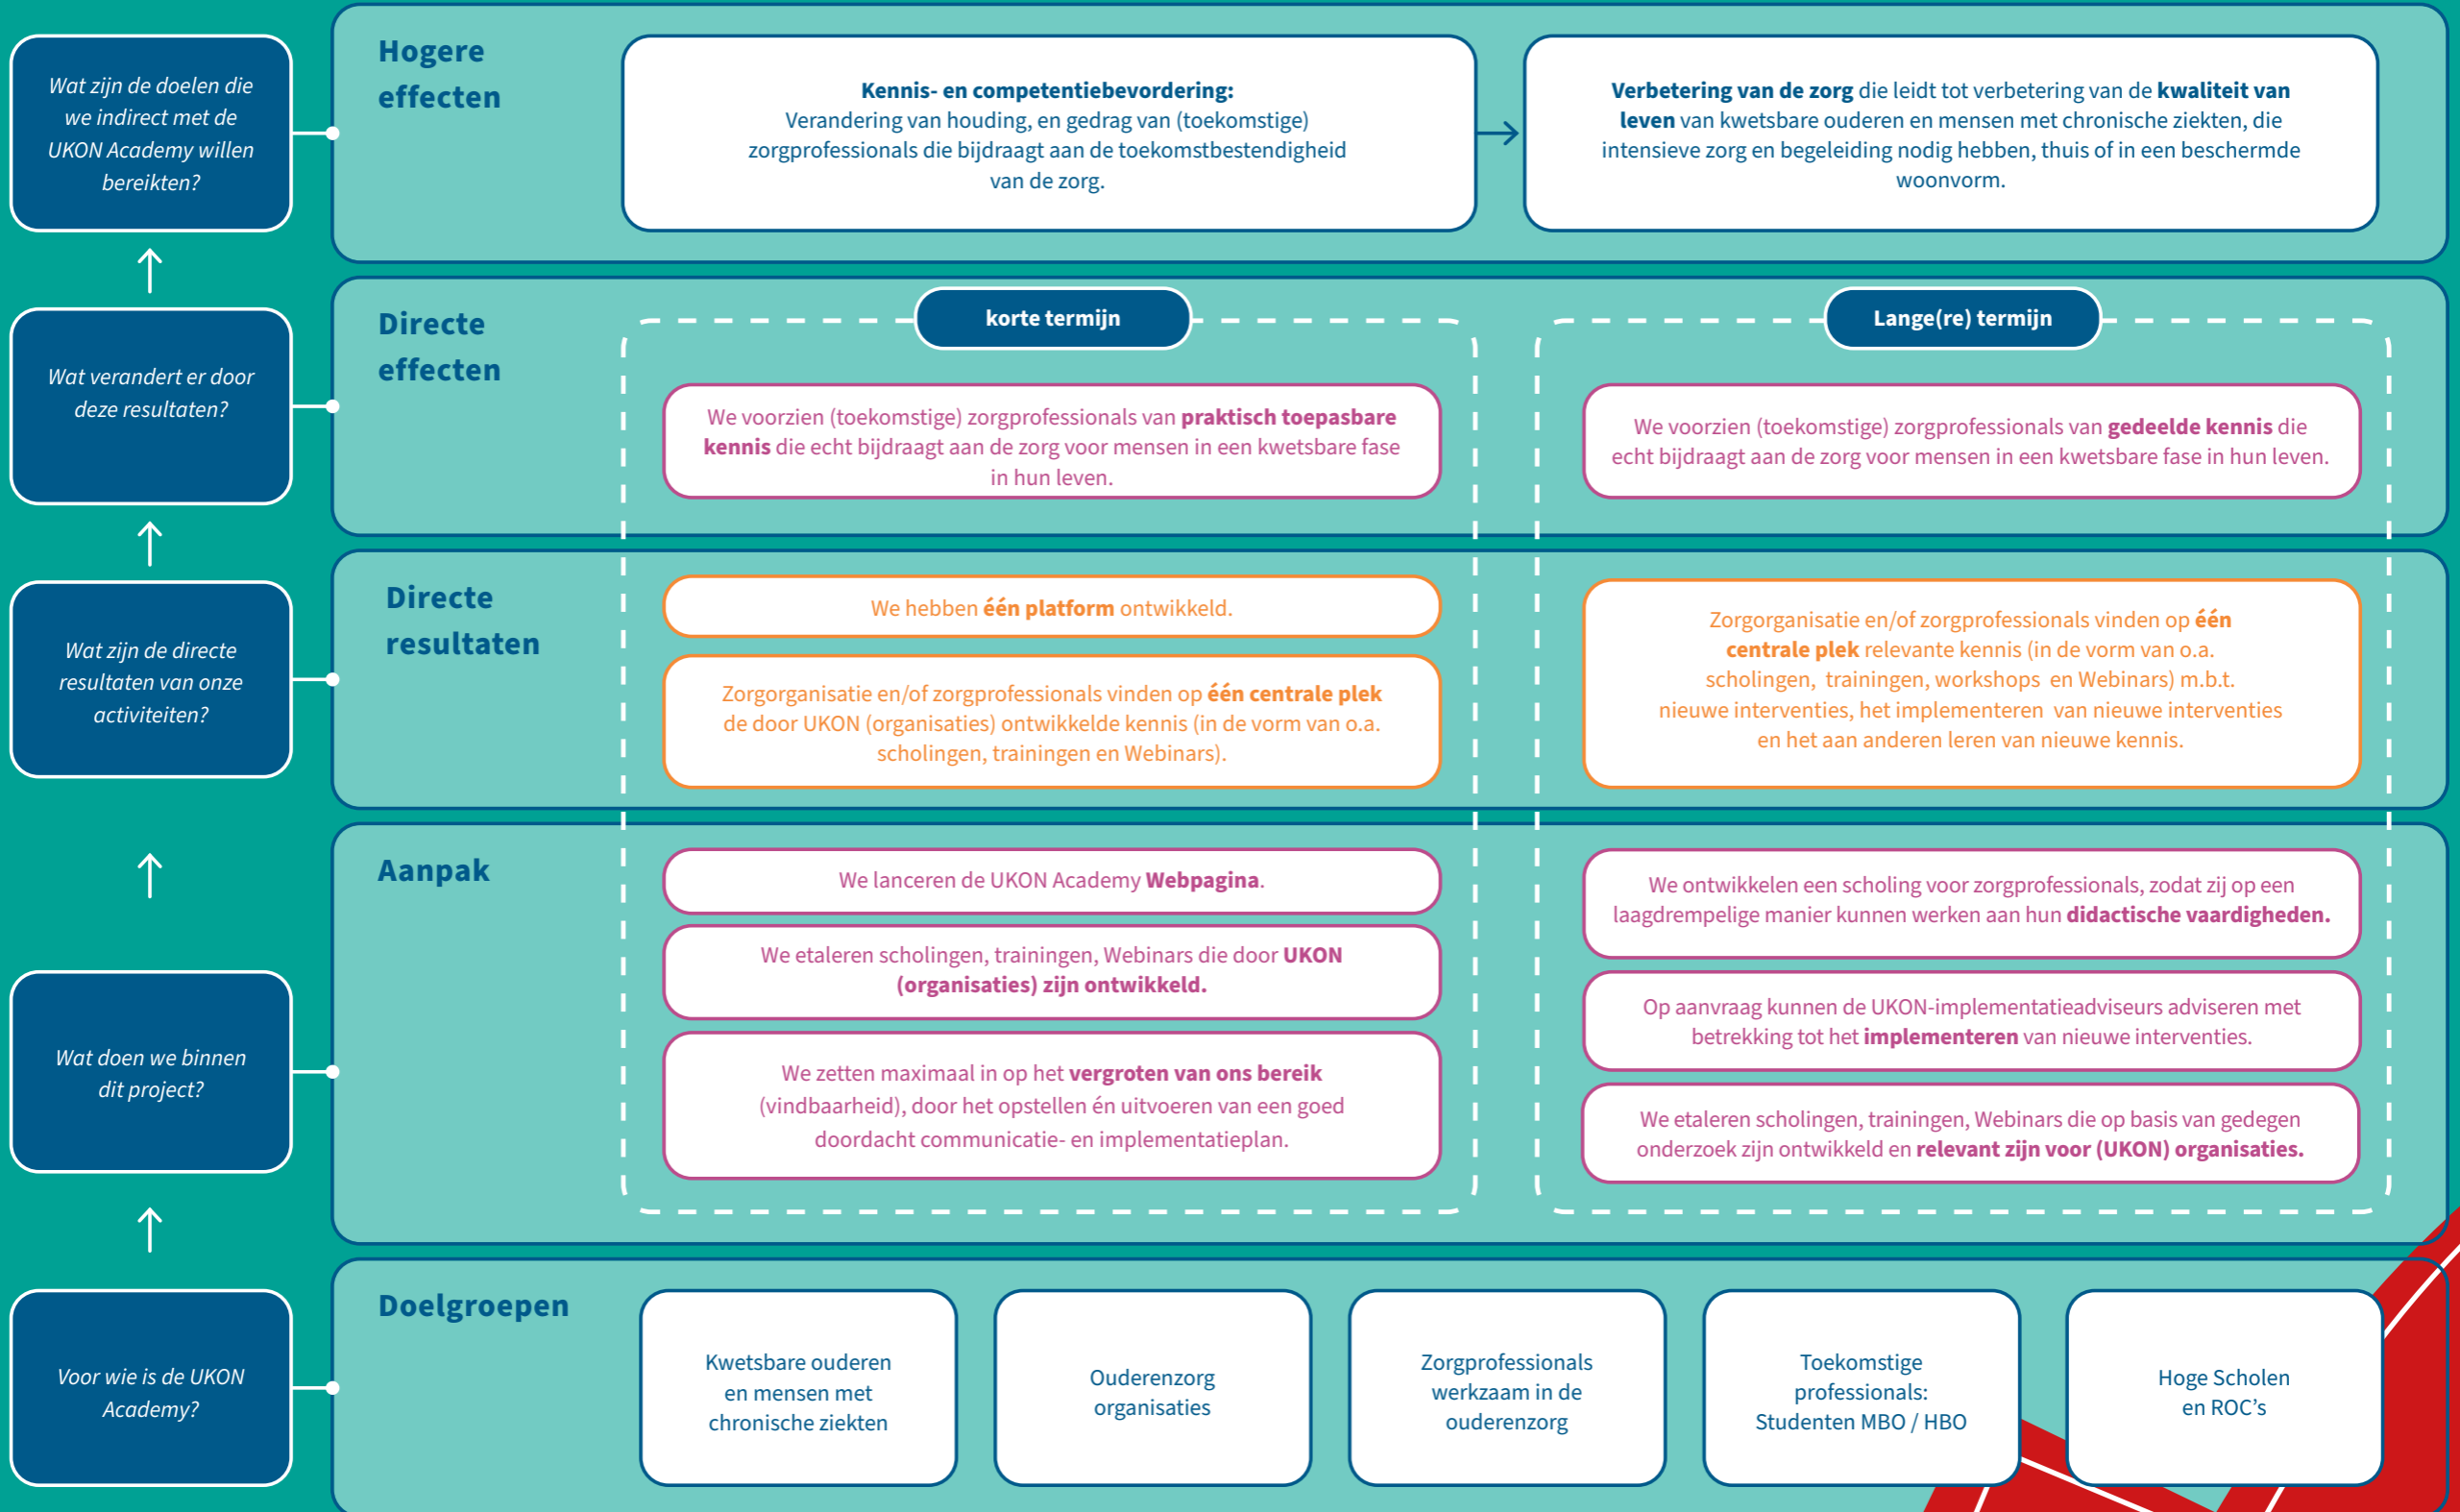 Wat zijn de doelen die
we indirect met de
UKON Academy willen
bereikten?
Hogere
effecten
Kennis- en competentiebevordering:
Verandering van houding, en gedrag van (toekomstige)
zorgprofessionals die bijdraagt aan de toekomstbestendigheid
van de zorg.
Verbetering van de zorg die leidt tot verbetering van de kwaliteit van
leven van kwetsbare ouderen en mensen met chronische ziekten, die
intensieve zorg en begeleiding nodig hebben, thuis of in een beschermde
woonvorm.
Wat verandert er door
deze resultaten?
Directe
effecten
korte termijn
We voorzien (toekomstige) zorgprofessionals van praktisch toepasbare
kennis die echt bijdraagt aan de zorg voor mensen in een kwetsbare fase
in hun leven.
Lange(re) termijn
We voorzien (toekomstige) zorgprofessionals van gedeelde kennis die
echt bijdraagt aan de zorg voor mensen in een kwetsbare fase in hun leven.
Wat zijn de directe
resultaten van onze
activiteiten?
Directe
resultaten
We hebben één platform ontwikkeld.
Zorgorganisatie en/of zorgprofessionals vinden op één centrale plek
de door UKON (organisaties) ontwikkelde kennis (in de vorm van o.a.
scholingen, trainingen en Webinars).
Zorgorganisatie en/of zorgprofessionals vinden op één
centrale plek relevante kennis (in de vorm van o.a.
scholingen, trainingen, workshops en Webinars) m.b.t.
nieuwe interventies, het implementeren van nieuwe interventies
en het aan anderen leren van nieuwe kennis.
Wat doen we binnen
dit project?
Aanpak
We lanceren de UKON Academy Webpagina.
We etaleren scholingen, trainingen, Webinars die door UKON
(organisaties) zijn ontwikkeld.
We zetten maximaal in op het vergroten van ons bereik
(vindbaarheid), door het opstellen én uitvoeren van een goed
doordacht communicatie- en implementatieplan.
We ontwikkelen een scholing voor zorgprofessionals, zodat zij op een
laagdrempelige manier kunnen werken aan hun didactische vaardigheden.
Op aanvraag kunnen de UKON-implementatieadviseurs adviseren met
betrekking tot het implementeren van nieuwe interventies.
We etaleren scholingen, trainingen, Webinars die op basis van gedegen
onderzoek zijn ontwikkeld en relevant zijn voor (UKON) organisaties.
Voor wie is de UKON
Academy?
Doelgroepen
Kwetsbare ouderen
en mensen met
chronische ziekten
Ouderenzorg
organisaties
Zorgprofessionals
werkzaam in de
ouderenzorg
Toekomstige
professionals:
Studenten MBO / HBO
Hoge Scholen
en ROC's